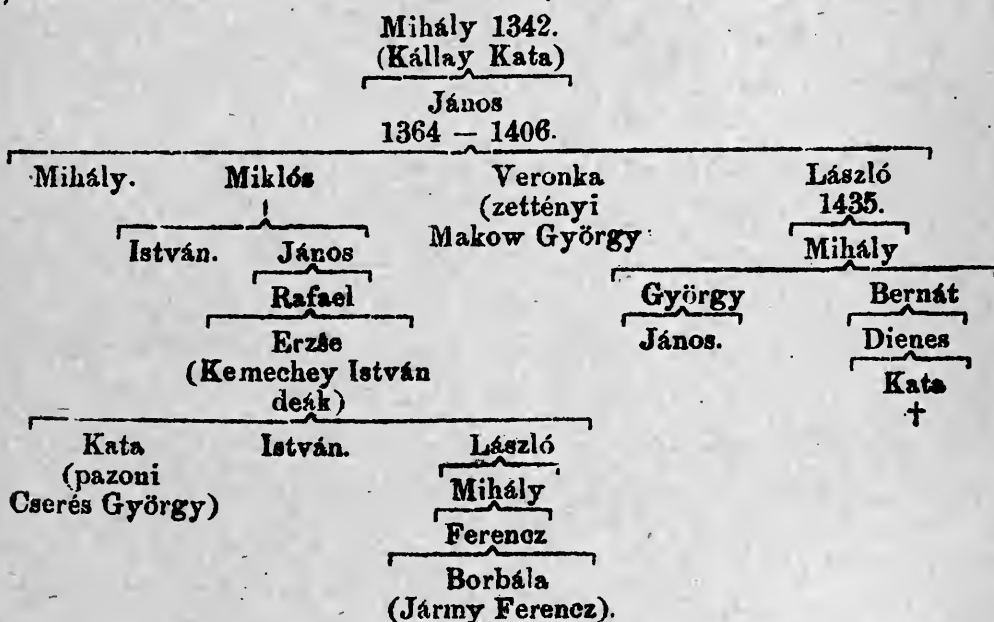 Mihály 1342.
(Kállay Kata)
János
1364 — 1406.
Mihály. Miklós Veronka László
(zettényi 1435.
Makow György Mihály
István. János
György Bernát
Rafael
János. Dienes
Erzse
(Kemechey István Kata
deák) †
Kata István. László
(pazoni
Cserés György) Mihály
Ferencz
Borbála
(Jármy Ferencz).